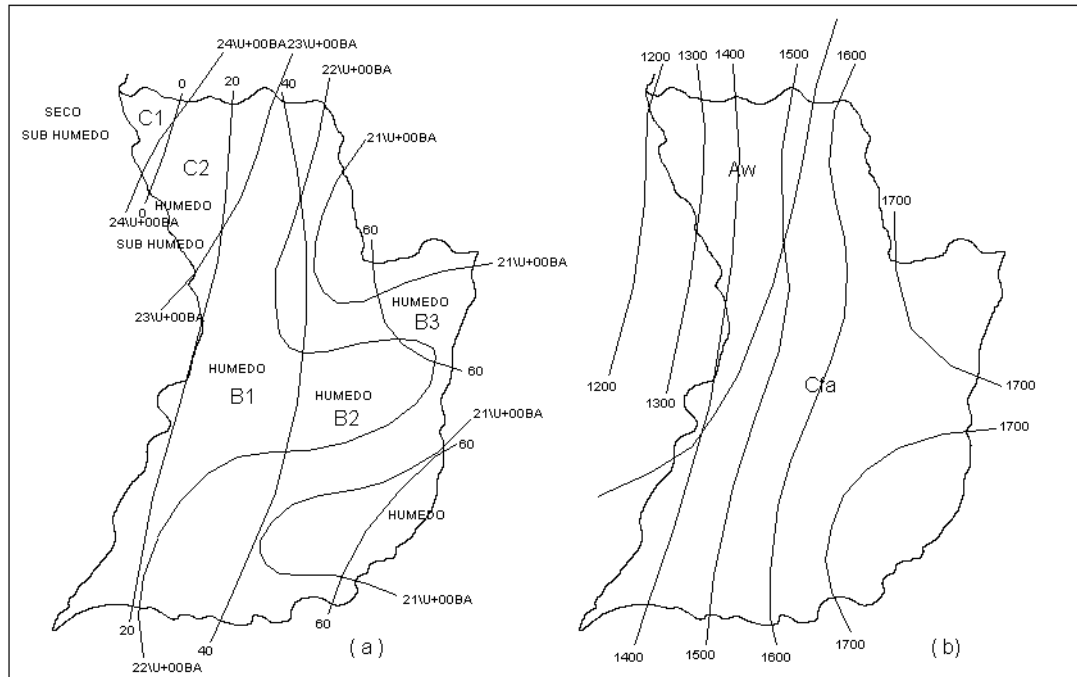 24\U+00BA
23\U+00BA
22\U+00BA
0
20
40
SECO
SUB HUMEDO
C1
21\U+00BA
C2
HUMEDO
0
24\U+00BA
SUB HUMEDO
60
21\U+00BA
23\U+00BA
HUMEDO
B3
HUMEDO
B1
60
HUMEDO
B2
21\U+00BA
60
HUMEDO
21\U+00BA
60
20
40
22\U+00BA
( a )
1200
1300
1400
1500
1600
Aw
1700
1200
1300
Cfa
1700
1700
1400
1500
1600
1700
( b )